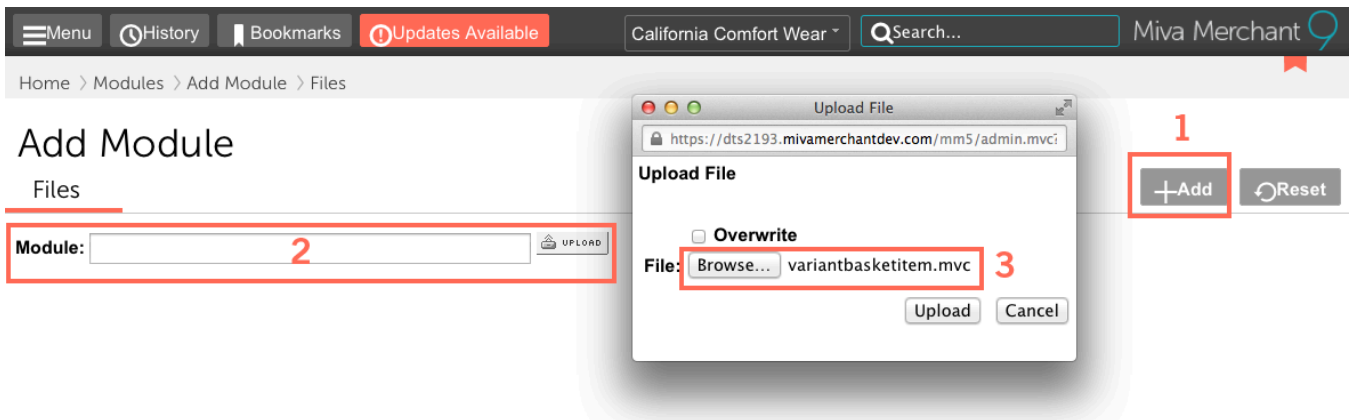 Menu History Bookmarks Updates Available California Comfort Wear Search... Miva Merchant 9
Home > Modules > Add Module > Files
Upload File
https://dts2193.mivamerchantdev.com/mm5/admin.mvc?
1
Add Module
Upload File
Files
Add Reset
Overwrite
Module: 2 UPLOAD
File: Browse... variantbasketitem.mvc 3
Upload Cancel